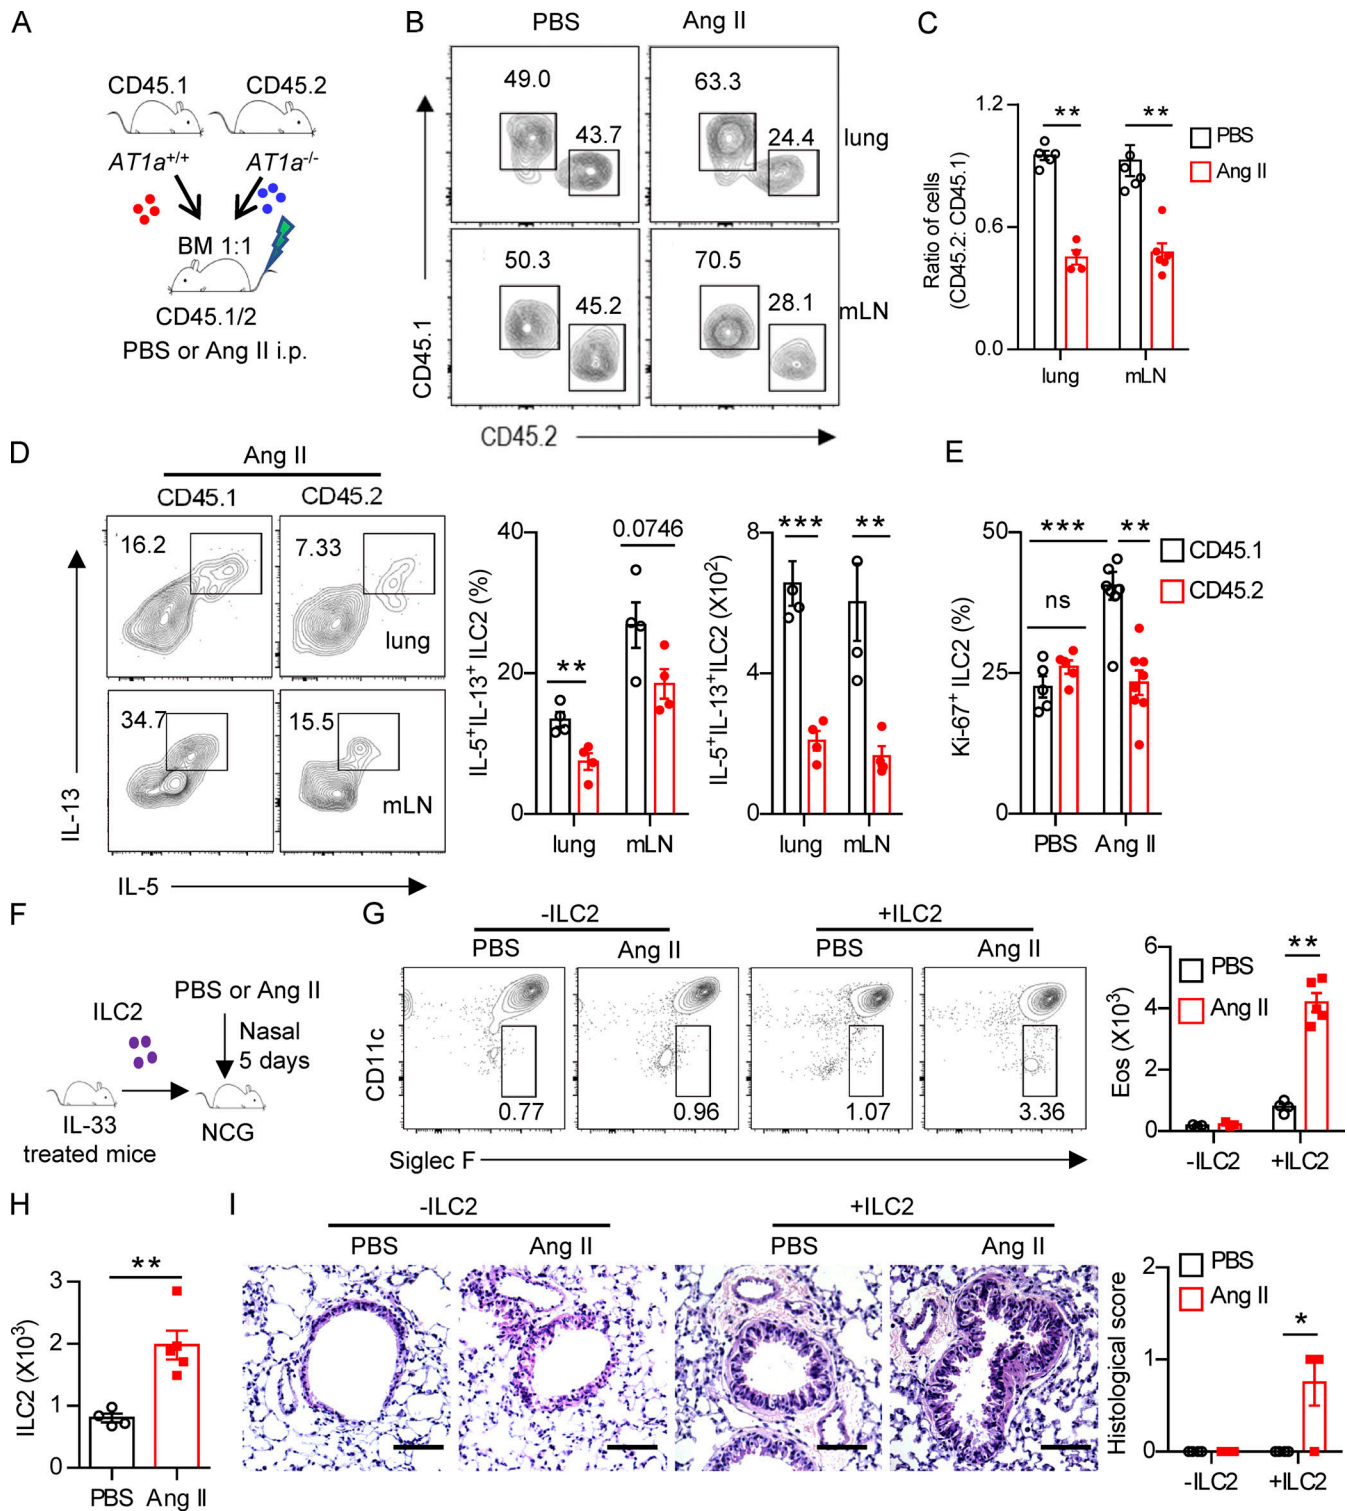 A
CD45.1 CD45.2
AT1a+/+ AT1a-/-
BM 1:1
CD45.1/2
PBS or Ang II i.p.
B
PBS Ang II
49.0 63.3
43.7 24.4 lung
50.3 70.5
45.2 28.1 mLN
CD45.1
CD45.2
C
Ratio of cells
(CD45.2: CD45.1)
1.2
0.6
0.0
** **
PBS
Ang II
lung mLN
D
Ang II
CD45.1 CD45.2
16.2 7.33
lung
34.7 15.5
mLN
IL-13
IL-5
IL-5+IL-13+ ILC2 (%)
40
20
0
** 0.0746
lung mLN
IL-5+IL-13+ILC2 (X10²)
8
4
0
*** **
lung mLN
E
Ki-67+ ILC2 (%)
50
25
0
*** **
ns
CD45.1
CD45.2
PBS Ang II
F
PBS or Ang II
ILC2
Nasal
5 days
IL-33
treated mice
NCG
G
-ILC2 +ILC2
PBS Ang II PBS Ang II
CD11c
0.77 0.96 1.07 3.36
Siglec F
Eos (X10³)
6
4
2
0
**
PBS
Ang II
-ILC2 +ILC2
H
ILC2 (X10³)
3
2
1
0
**
PBS Ang II
I
-ILC2 +ILC2
PBS Ang II PBS Ang II
Histological score
2
1
0
*
PBS
Ang II
-ILC2 +ILC2